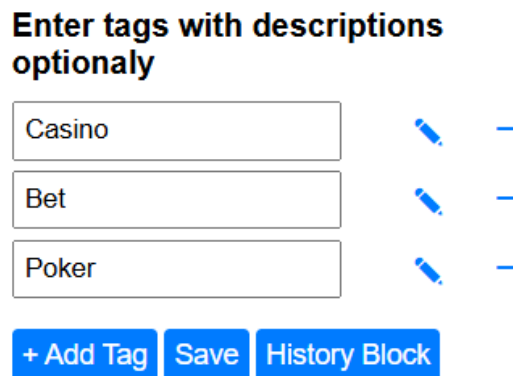 Enter tags with descriptions
optionaly
Casino
Bet
Poker
+ Add Tag Save History Block